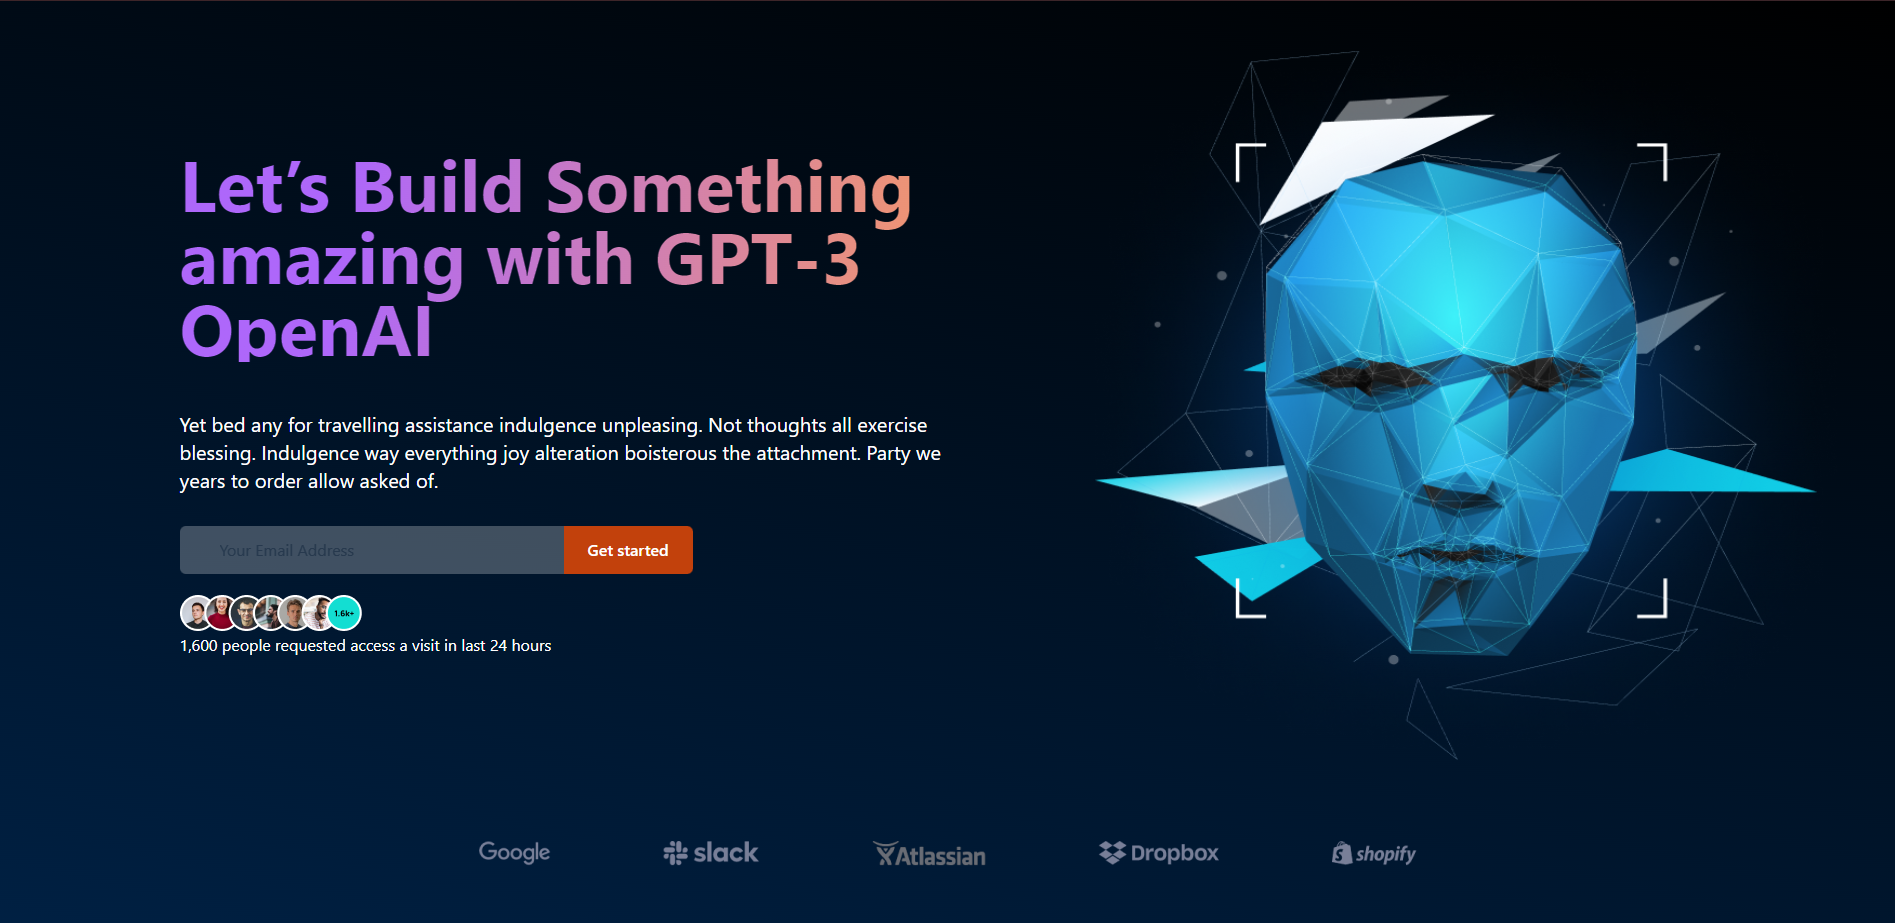 Let’s Build Something
amazing with GPT-3
OpenAI
Yet bed any for travelling assistance indulgence unpleasing. Not thoughts all exercise
blessing. Indulgence way everything joy alteration boisterous the attachment. Party we
years to order allow asked of.
Your Email Address
Get started
1.6k+
1,600 people requested access a visit in last 24 hours
Google
slack
Atlassian
Dropbox
shopify